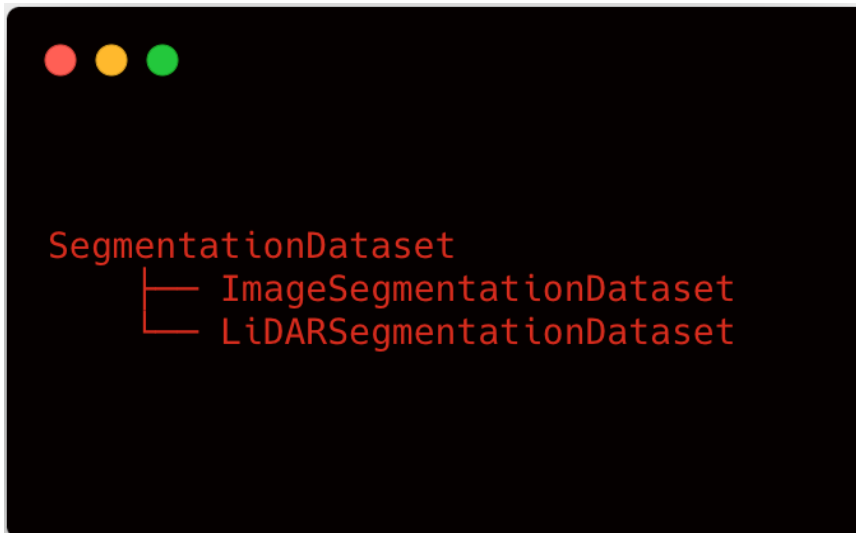 SegmentationDataset
├── ImageSegmentationDataset
└── LiDARSegmentationDataset